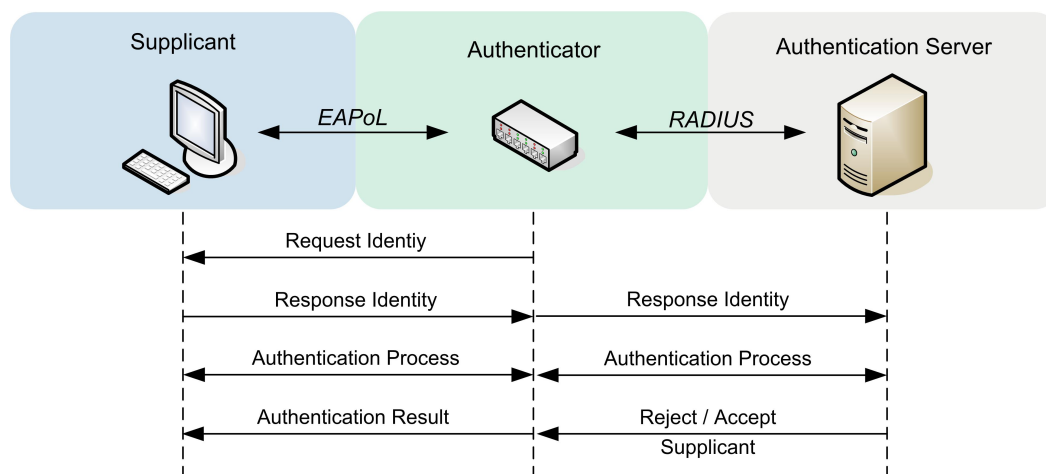 Supplicant
Authenticator
Authentication Server
EAPoL
RADIUS
Request Identiy
Response Identity
Response Identity
Authentication Process
Authentication Process
Authentication Result
Reject / Accept
Supplicant